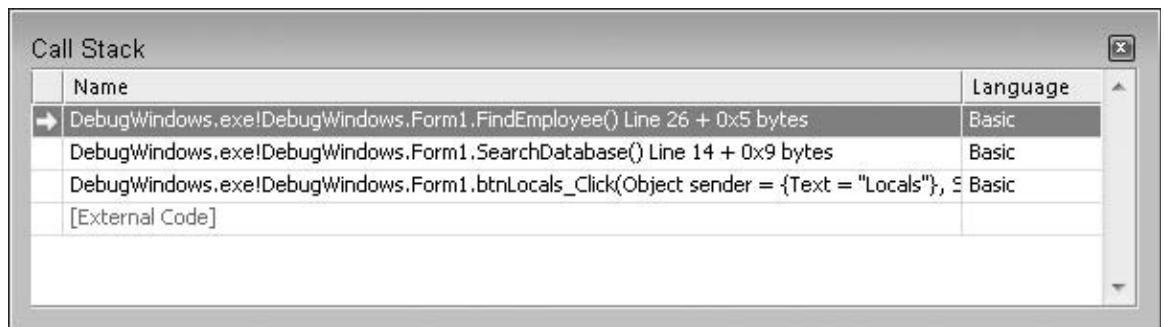 Call Stack
Name Language
DebugWindows.exe!DebugWindows.Form1.FindEmployee() Line 26 + 0x5 bytes Basic
DebugWindows.exe!DebugWindows.Form1.SearchDatabase() Line 14 + 0x9 bytes Basic
DebugWindows.exe!DebugWindows.Form1.btnLocals_Click(Object sender = {Text = "Locals"}, S Basic
[External Code]